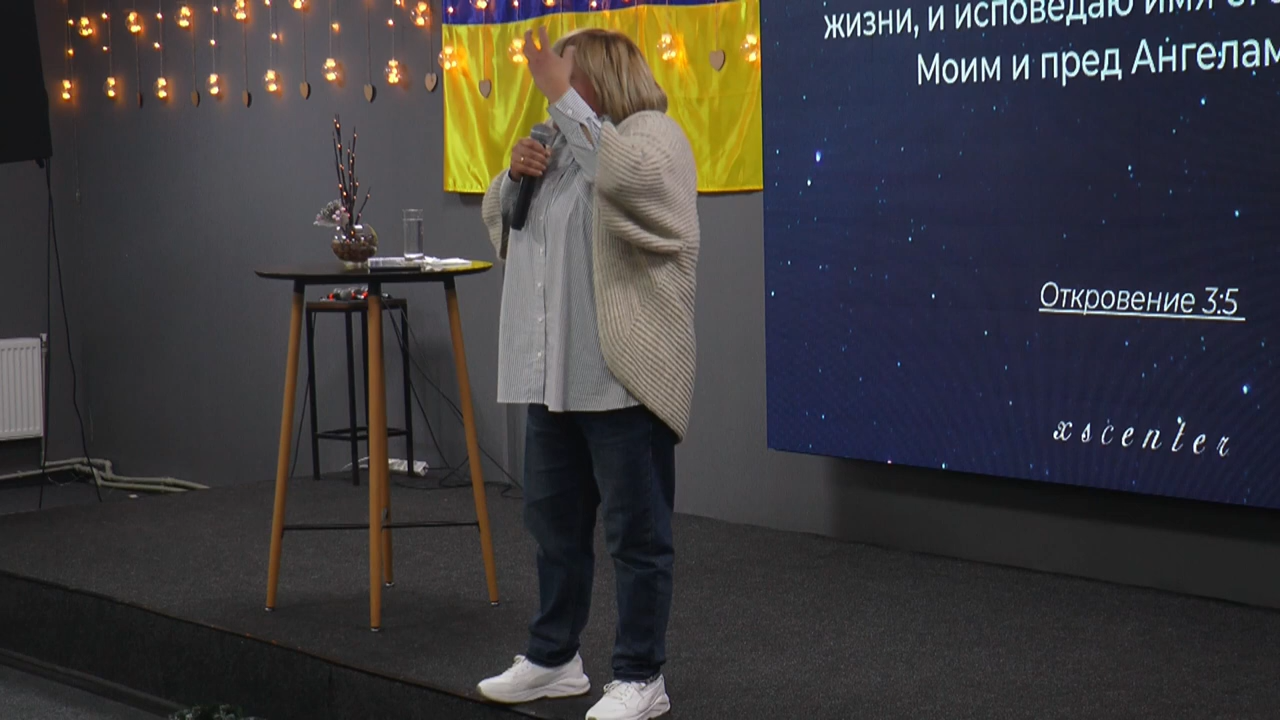 жизни, и исповедаю имя
Моим и пред Ангелам
Откровение 3:5
xscenter